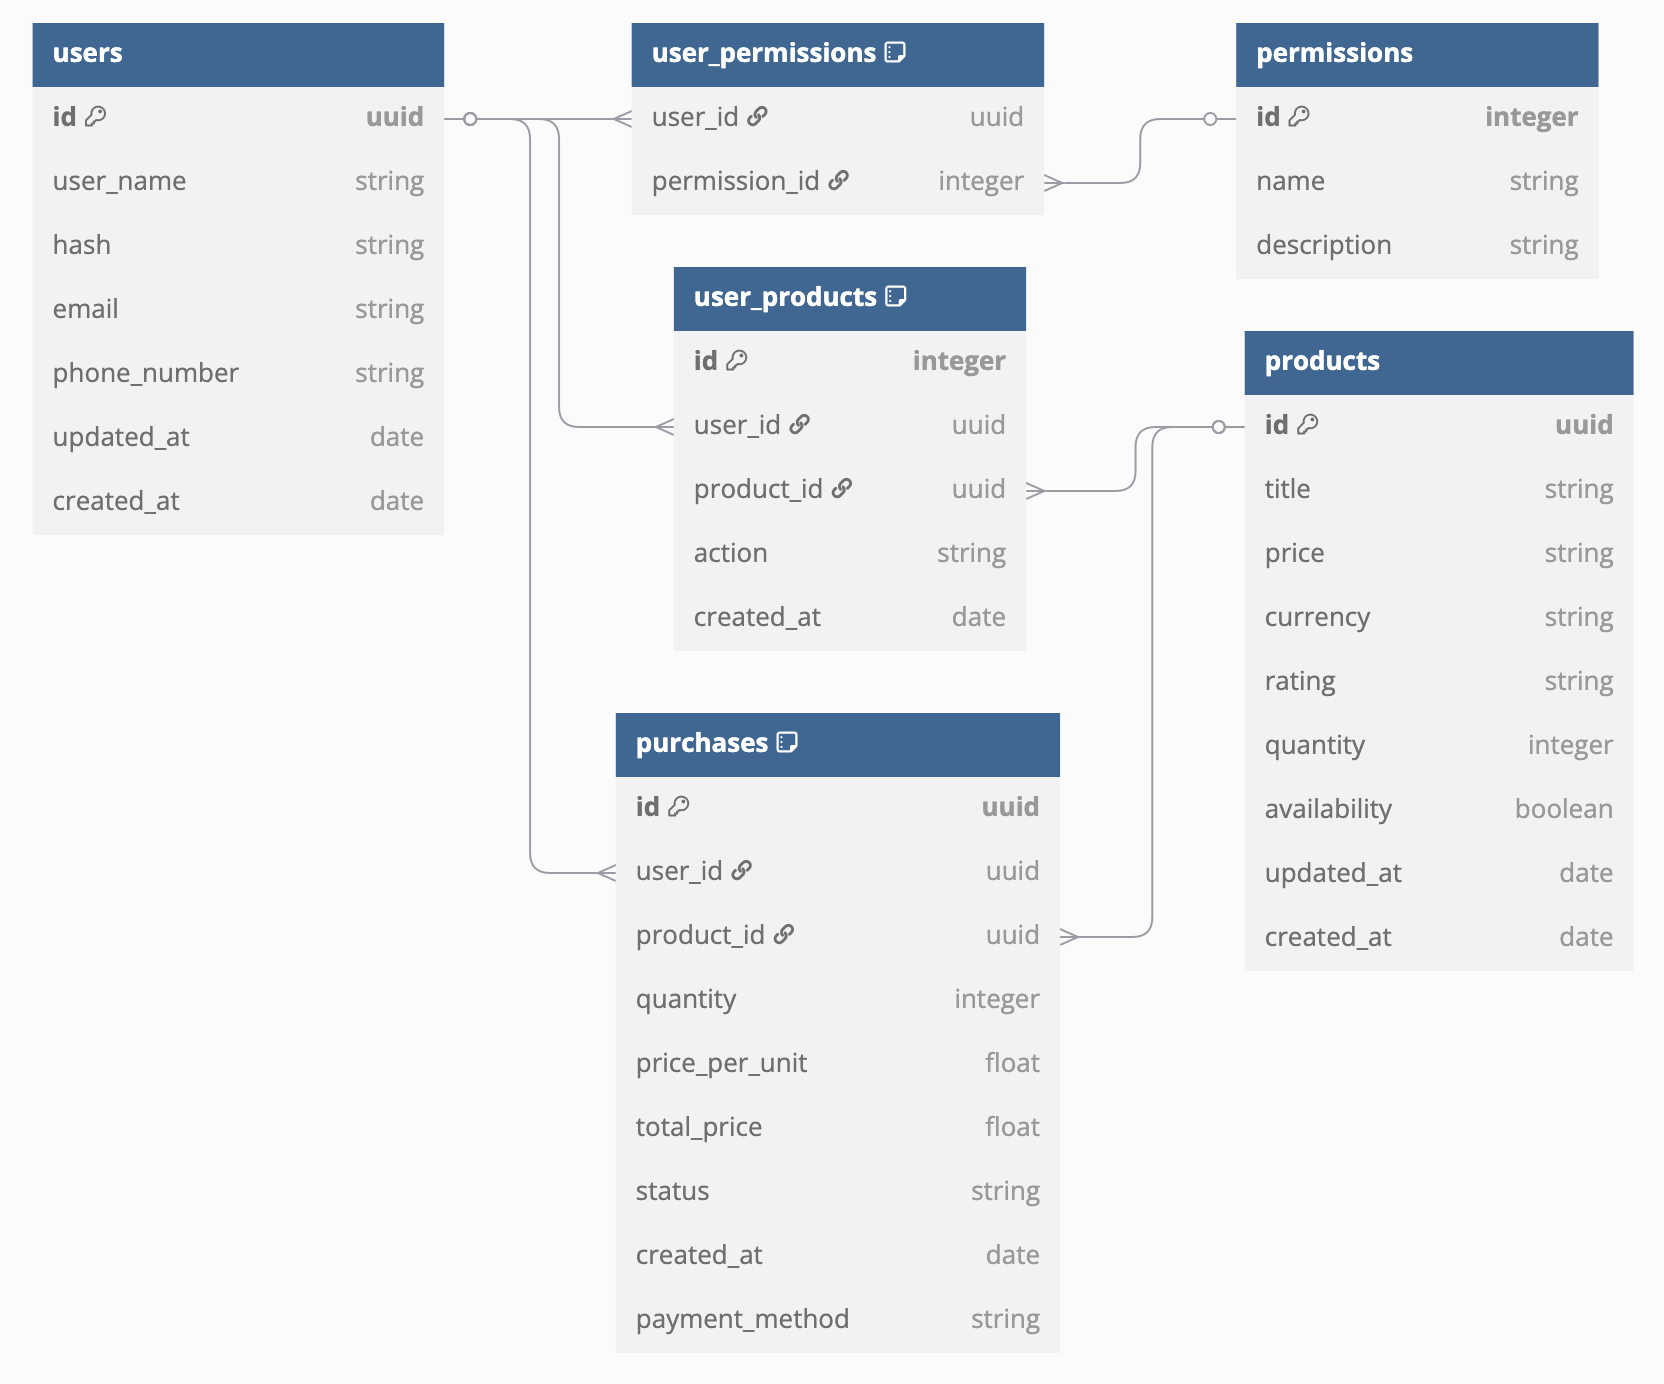 users
id uuid
user_name string
hash string
email string
phone_number string
updated_at date
created_at date
user_permissions
user_id uuid
permission_id integer
permissions
id integer
name string
description string
user_products
id integer
user_id uuid
product_id uuid
action string
created_at date
products
id uuid
title string
price string
currency string
rating string
quantity integer
availability boolean
updated_at date
created_at date
purchases
id uuid
user_id uuid
product_id uuid
quantity integer
price_per_unit float
total_price float
status string
created_at date
payment_method string